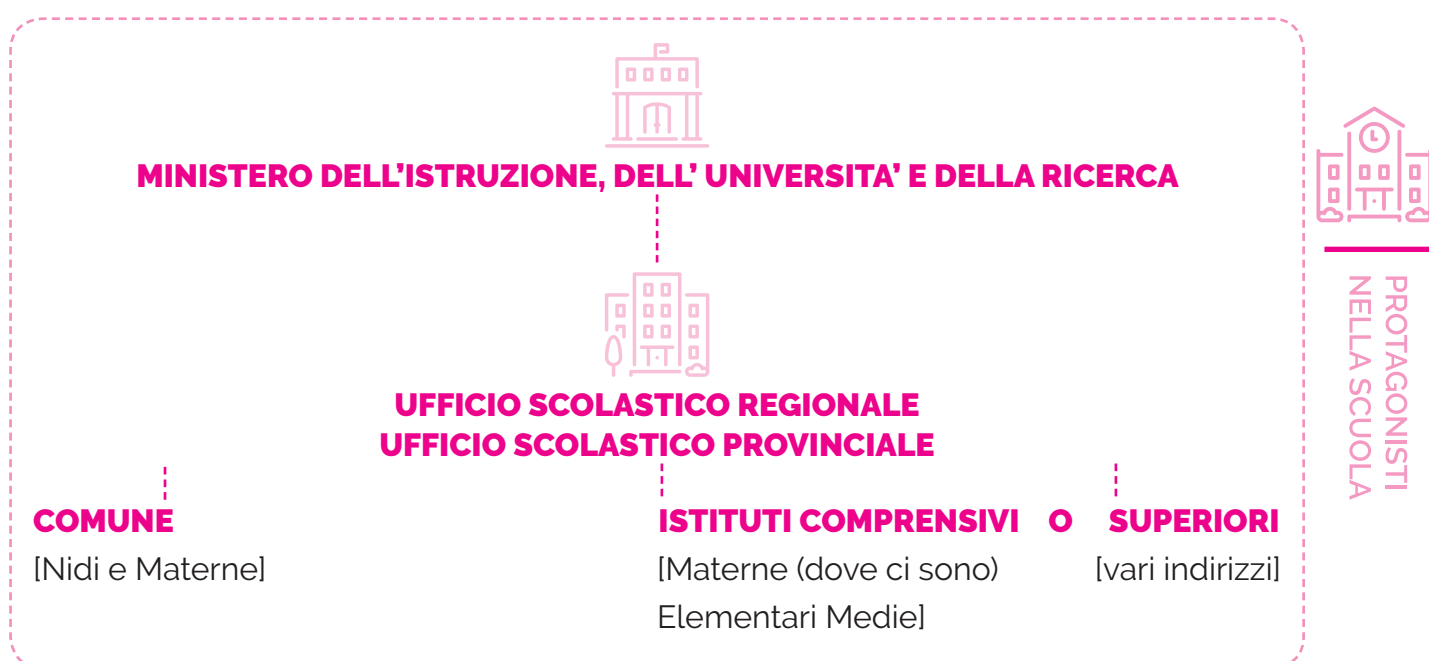 MINISTERO DELL’ISTRUZIONE, DELL’ UNIVERSITA’ E DELLA RICERCA
UFFICIO SCOLASTICO REGIONALE
UFFICIO SCOLASTICO PROVINCIALE
COMUNE
[Nidi e Materne]
ISTITUTI COMPRENSIVI O SUPERIORI
[Materne (dove ci sono) [vari indirizzi]
Elementari Medie]
PROTAGONISTI
NELLA SCUOLA